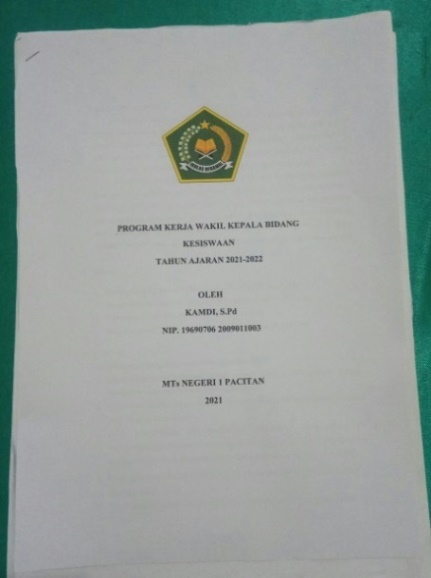 PROGRAM KERJA WAKIL KEPALA BIDANG
KESISWAAN
TAHUN AJARAN 2021-2022
OLEH
KAMDI, S.Pd
NIP. 19690706 2009011003
MTs NEGERI 1 PACITAN
2021